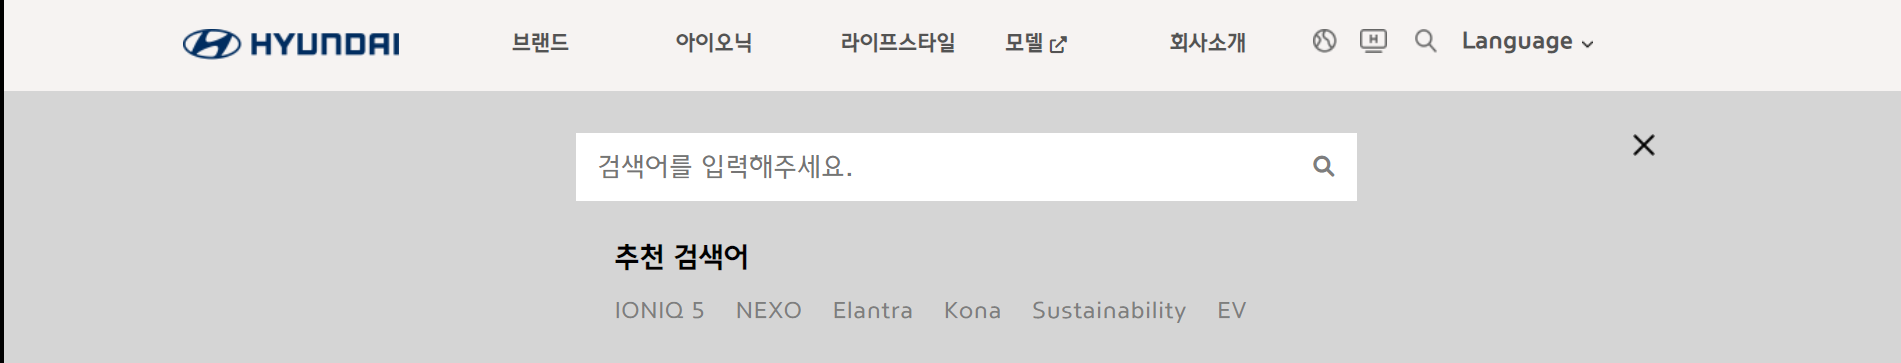 HYUNDAI 브랜드 아이오닉 라이프스타일 모델 회사소개 H Language
검색어를 입력해주세요.
추천 검색어
IONIQ 5 NEXO Elantra Kona Sustainability EV